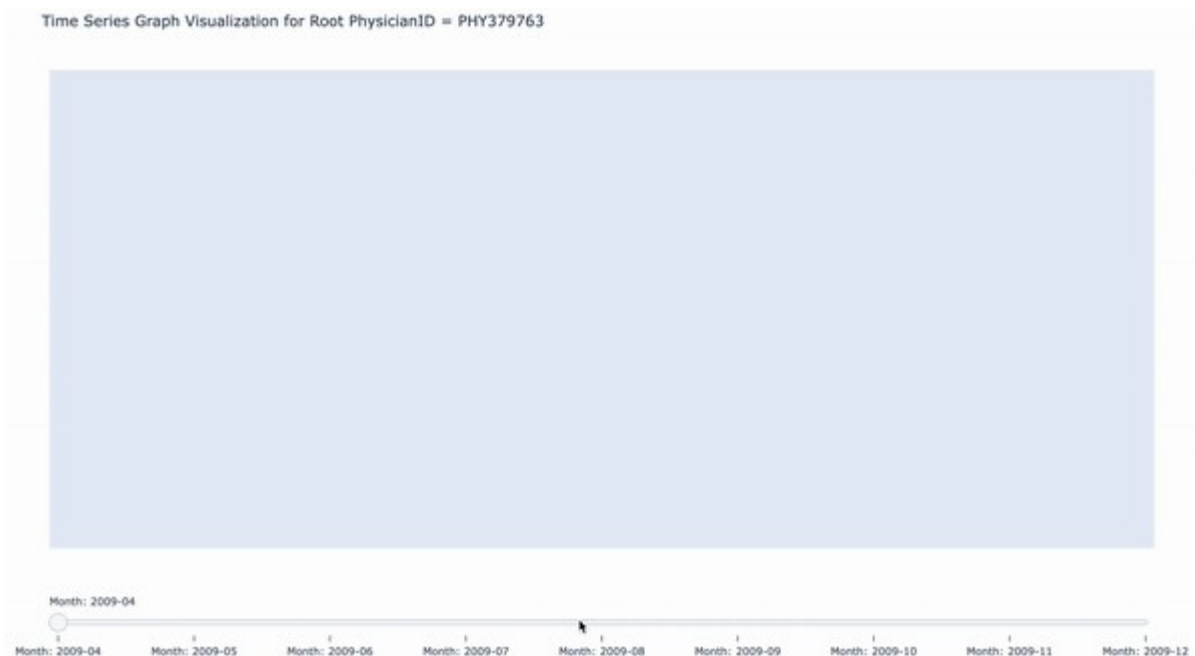 Time Series Graph Visualization for Root PhysicianID = PHY379763
Month: 2009-04
Month: 2009-04 Month: 2009-05 Month: 2009-06 Month: 2009-07 Month: 2009-08 Month: 2009-09 Month: 2009-10 Month: 2009-11 Month: 2009-12